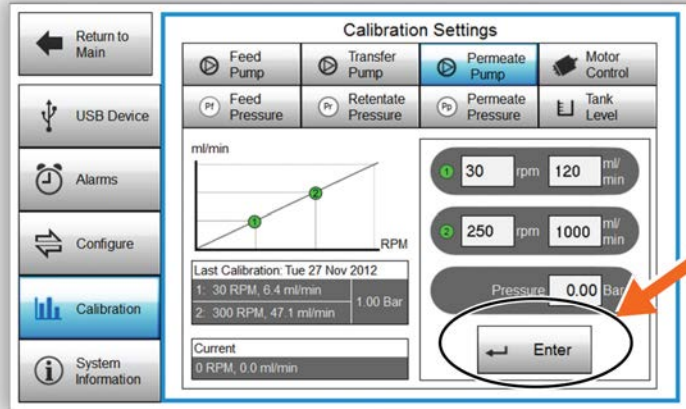 Calibration Settings
Return to
Main
USB Device
Alarms
Configure
Calibration
System
Information
Feed
Pump
Transfer
Pump
Permeate
Pump
Motor
Control
Pf
Feed
Pressure
Pr
Retentate
Pressure
Pp
Permeate
Pressure
Tank
Level
ml/min
2
1
RPM
Last Calibration: Tue 27 Nov 2012
1: 30 RPM, 6.4 ml/min
2: 300 RPM, 47.1 ml/min
1.00 Bar
Current
0 RPM, 0.0 ml/min
1 30 rpm 120 ml/
min
2 250 rpm 1000 ml/
min
Pressure 0.00 Bar
Enter